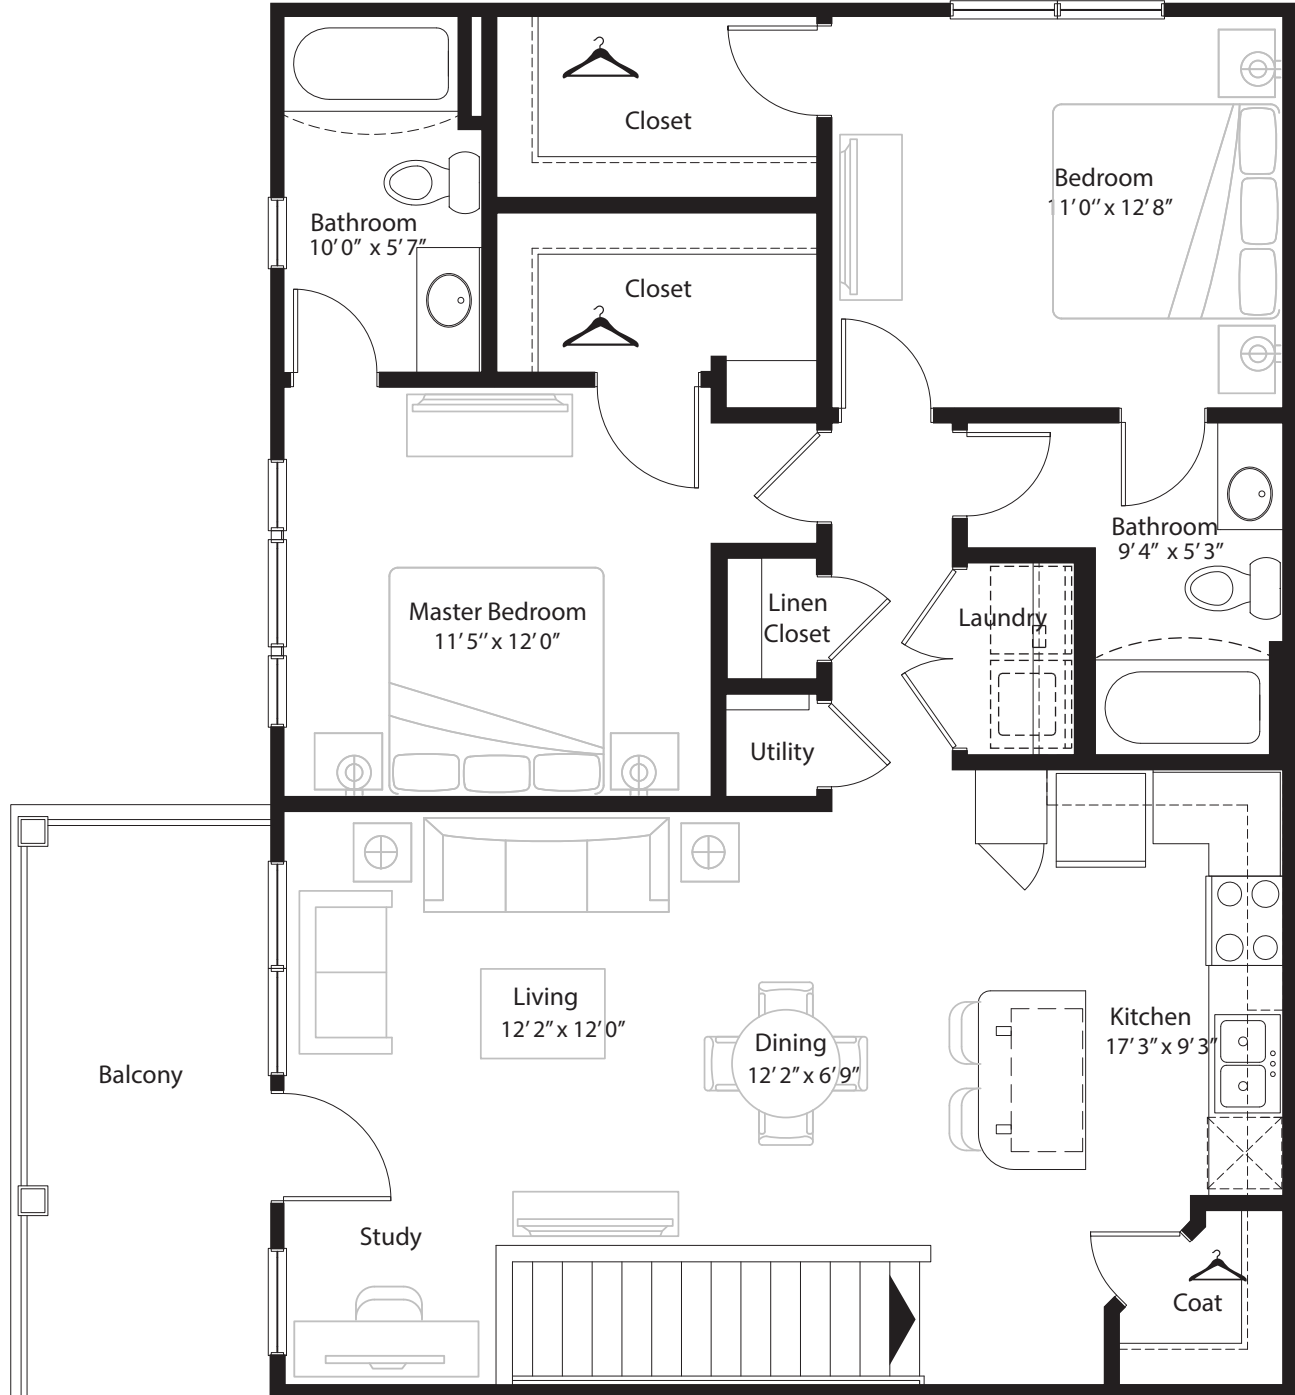 Closet
Bedroom
11'0" x 12'8"
Bathroom
10'0" x 5'7"
Closet
Bathroom
9'4" x 5'3"
Master Bedroom
11'5" x 12'0"
Linen
Closet
Laundry
Utility
Living
12'2" x 12'0"
Dining
12'2" x 6'9"
Kitchen
17'3" x 9'3"
Balcony
Study
Coat